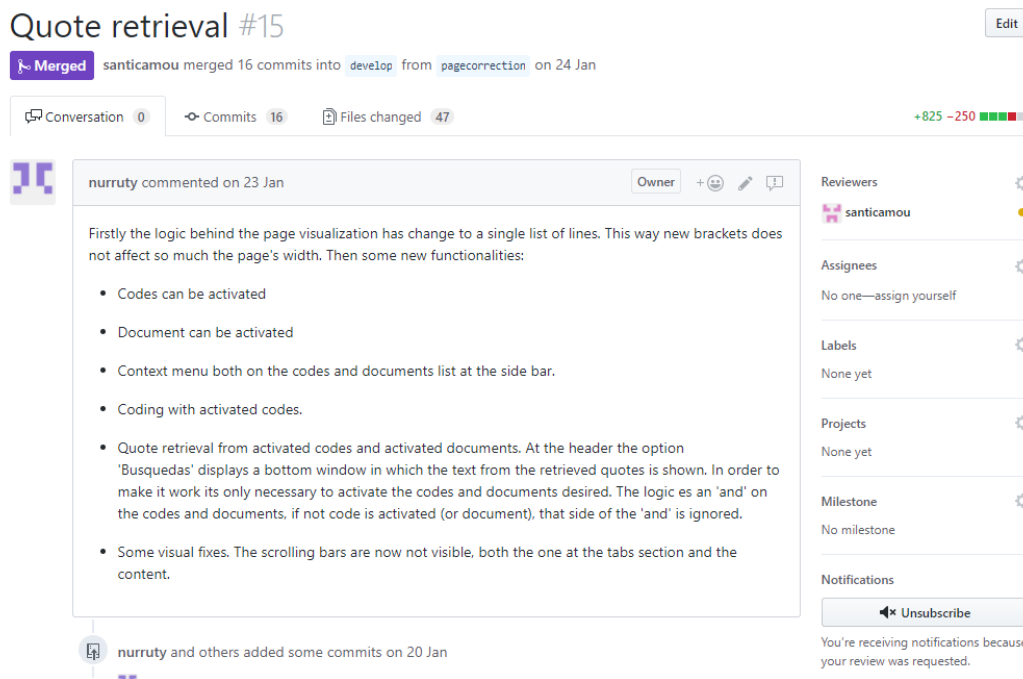 Quote retrieval #15
Edit
Merged santicamou merged 16 commits into develop from pagecorrection on 24 Jan
Conversation 0 Commits 16 Files changed 47 +825 −250
nurruty commented on 23 Jan Owner +
Firstly the logic behind the page visualization has change to a single list of lines. This way new brackets does
not affect so much the page's width. Then some new functionalities:
• Codes can be activated
• Document can be activated
• Context menu both on the codes and documents list at the side bar.
• Coding with activated codes.
• Quote retrieval from activated codes and activated documents. At the header the option
'Busquedas' displays a bottom window in which the text from the retrieved quotes is shown. In order to
make it work its only necessary to activate the codes and documents desired. The logic es an 'and' on
the codes and documents, if not code is activated (or document), that side of the 'and' is ignored.
• Some visual fixes. The scrolling bars are now not visible, both the one at the tabs section and the
content.
nurruty and others added some commits on 20 Jan
Reviewers
santicamou
Assignees
No one—assign yourself
Labels
None yet
Projects
None yet
Milestone
No milestone
Notifications
Unsubscribe
You're receiving notifications because
your review was requested.